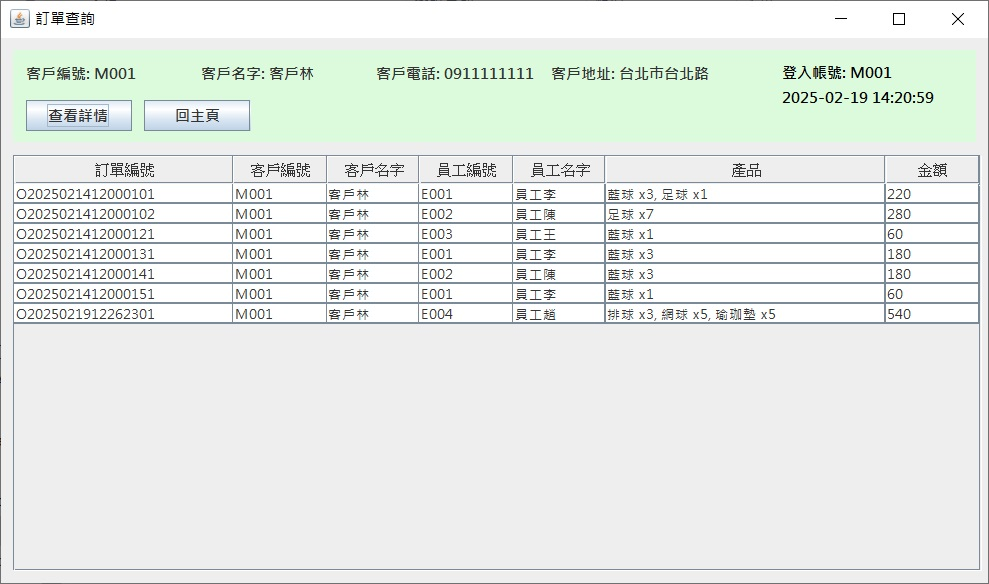 訂單查詢
客戶編號: M001 客戶名字: 客戶林 客戶電話: 0911111111 客戶地址: 台北市台北路 登入帳號: M001
2025-02-19 14:20:59
查看詳情 回主頁
訂單編號 客戶編號 客戶名字 員工編號 員工名字 產品 金額
O2025021412000101 M001 客戶林 E001 員工李 籃球 x3, 足球 x1 220
O2025021412000102 M001 客戶林 E002 員工陳 足球 x7 280
O2025021412000121 M001 客戶林 E003 員工王 籃球 x1 60
O2025021412000131 M001 客戶林 E001 員工李 籃球 x3 180
O2025021412000141 M001 客戶林 E002 員工陳 籃球 x3 180
O2025021412000151 M001 客戶林 E001 員工李 籃球 x1 60
O2025021912262301 M001 客戶林 E004 員工趙 排球 x3, 網球 x5, 瑜珈墊 x5 540